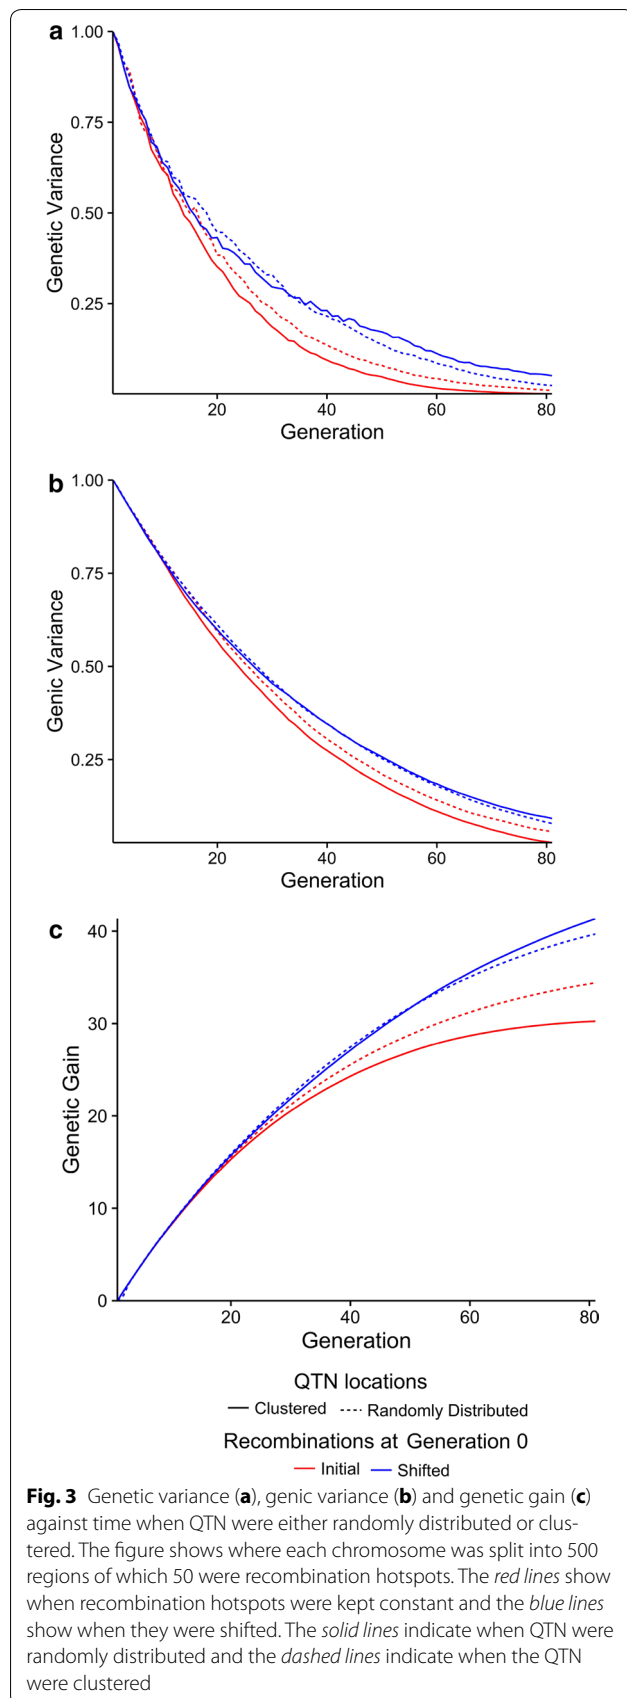 a
1.00
0.75
0.50
0.25
Genetic Variance
20 40 60 80
Generation
b
1.00
0.75
0.50
0.25
Genic Variance
20 40 60 80
Generation
c
40
30
20
10
0
Genetic Gain
20 40 60 80
Generation
QTN locations
Clustered Randomly Distributed
Recombinations at Generation 0
Initial Shifted
Fig. 3 Genetic variance (a), genic variance (b) and genetic gain (c)
against time when QTN were either randomly distributed or clus-
tered. The figure shows where each chromosome was split into 500
regions of which 50 were recombination hotspots. The red lines show
when recombination hotspots were kept constant and the blue lines
show when they were shifted. The solid lines indicate when QTN were
randomly distributed and the dashed lines indicate when the QTN
were clustered